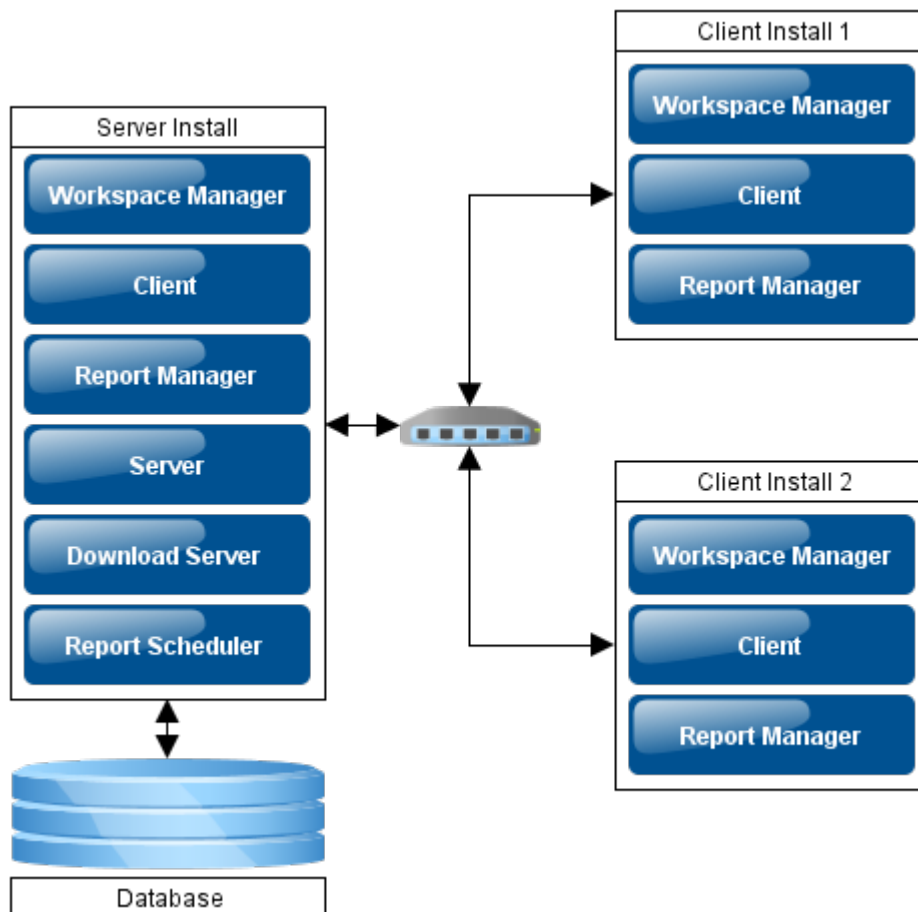 Server Install
Workspace Manager
Client
Report Manager
Server
Download Server
Report Scheduler
Database
Client Install 1
Workspace Manager
Client
Report Manager
Client Install 2
Workspace Manager
Client
Report Manager